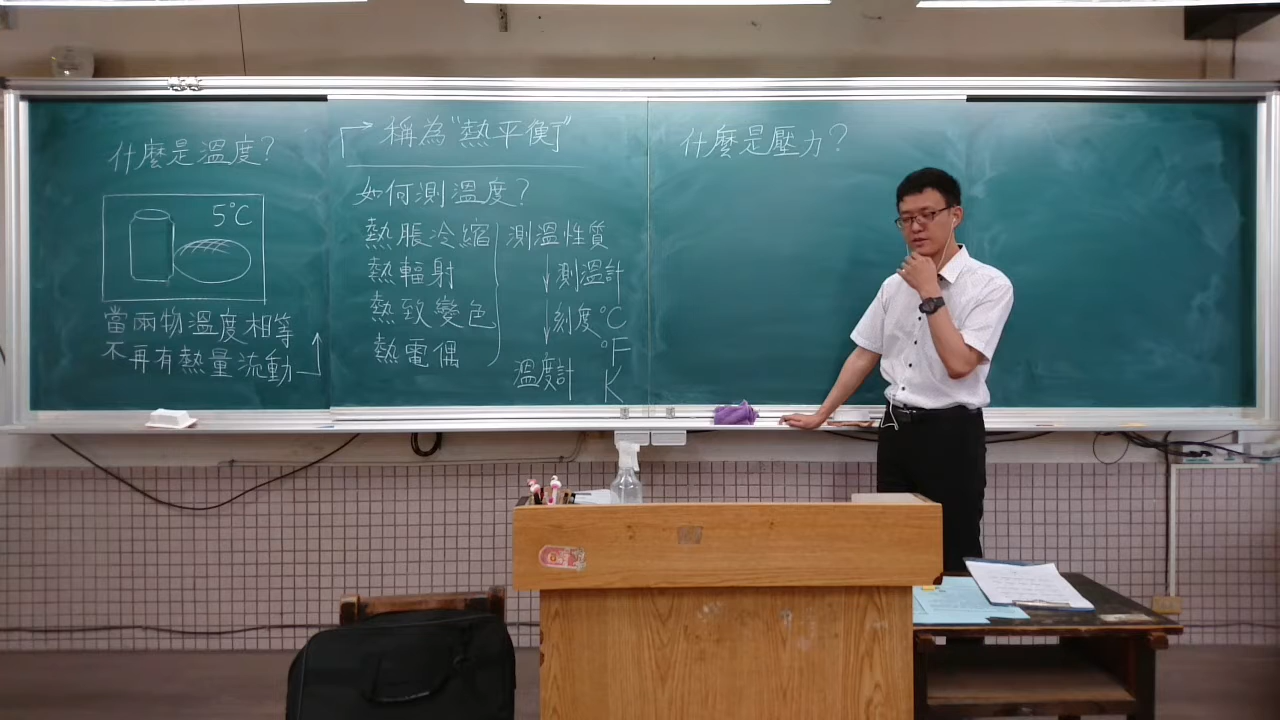 什麼是溫度?
5°C
當兩物溫度相等
不再有熱量流動
稱為"熱平衡"
如何測溫度?
熱脹冷縮
熱輻射
熱致變色
熱電偶
測溫性質
測溫計
刻度°C
°F
K
溫度計
什麼是壓力?